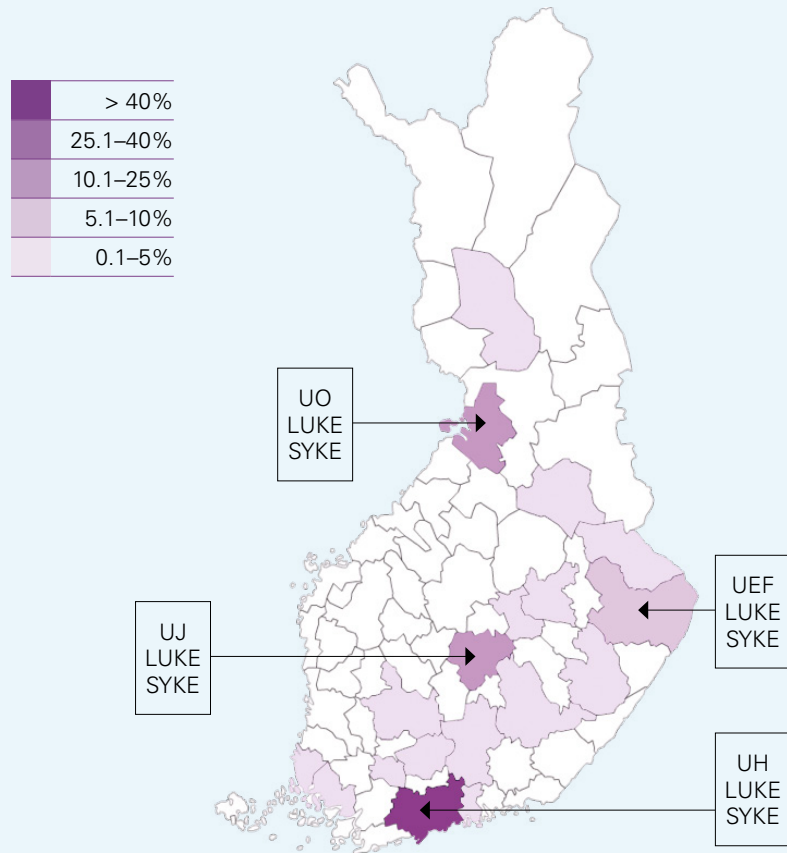 > 40%
25.1–40%
10.1–25%
5.1–10%
0.1–5%
UO
LUKE
SYKE
UEF
LUKE
SYKE
UJ
LUKE
SYKE
UH
LUKE
SYKE